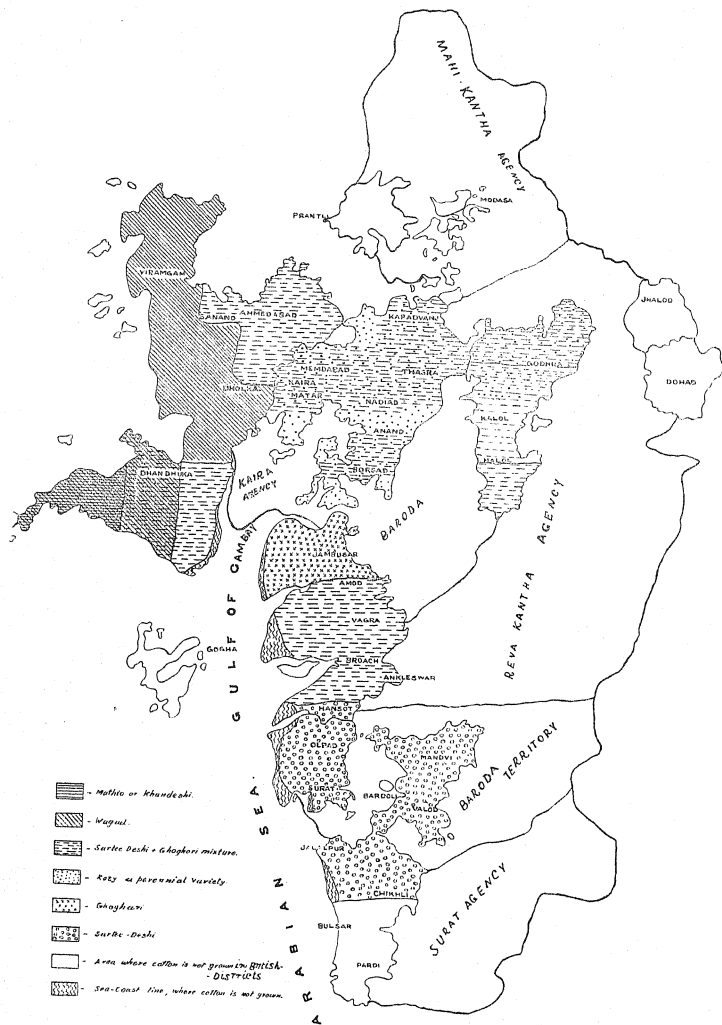 MAHI-KANTHA AGENCY
PRANTIJ
MODASA
VIRAMGAM
JHALOD
SANAND
AHMEDABAD
KAPADVANJ
DOHAD
MEMDABAD
THASRA
GODHRA
DHOLKA
KAIRA
MATAR
NADIAD
KALOL
ANAND
HALOL
DHANDHUKA
BORSAD
KAIRA
AGENCY
BARODA
GULF OF CAMBAY
JAMBUSAR
AMOD
VAGRA
REVA KANTHA AGENCY
GOGHA
BROACH
ANKLESWAR
HANSOT
OLPAD
MANDVI
BARODA TERRITORY
SURAT
BARDOLI
VALOD
ARABIAN SEA.
JALALPUR
CHIKHLI
SURAT AGENCY
BULSAR
PARDI
- Mathio or Khandeshi.
- Wagad.
- Surtee Deshi + Ghoghari mixture.
- Rozy a perennial variety.
- Ghoghari
- Surtee-Deshi
- Area where cotton is not grown in British-
- DISTRICTS
- Sea-Coast line, where cotton is not grown.